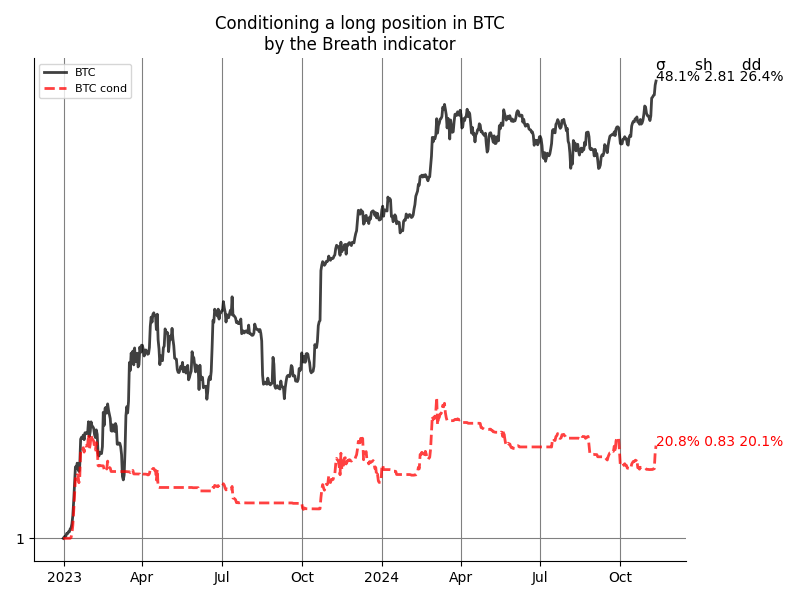 Conditioning a long position in BTC
by the Breath indicator
σ sh dd
48.1% 2.81 26.4%
BTC
BTC cond
20.8% 0.83 20.1%
1
2023 Apr Jul Oct 2024 Apr Jul Oct